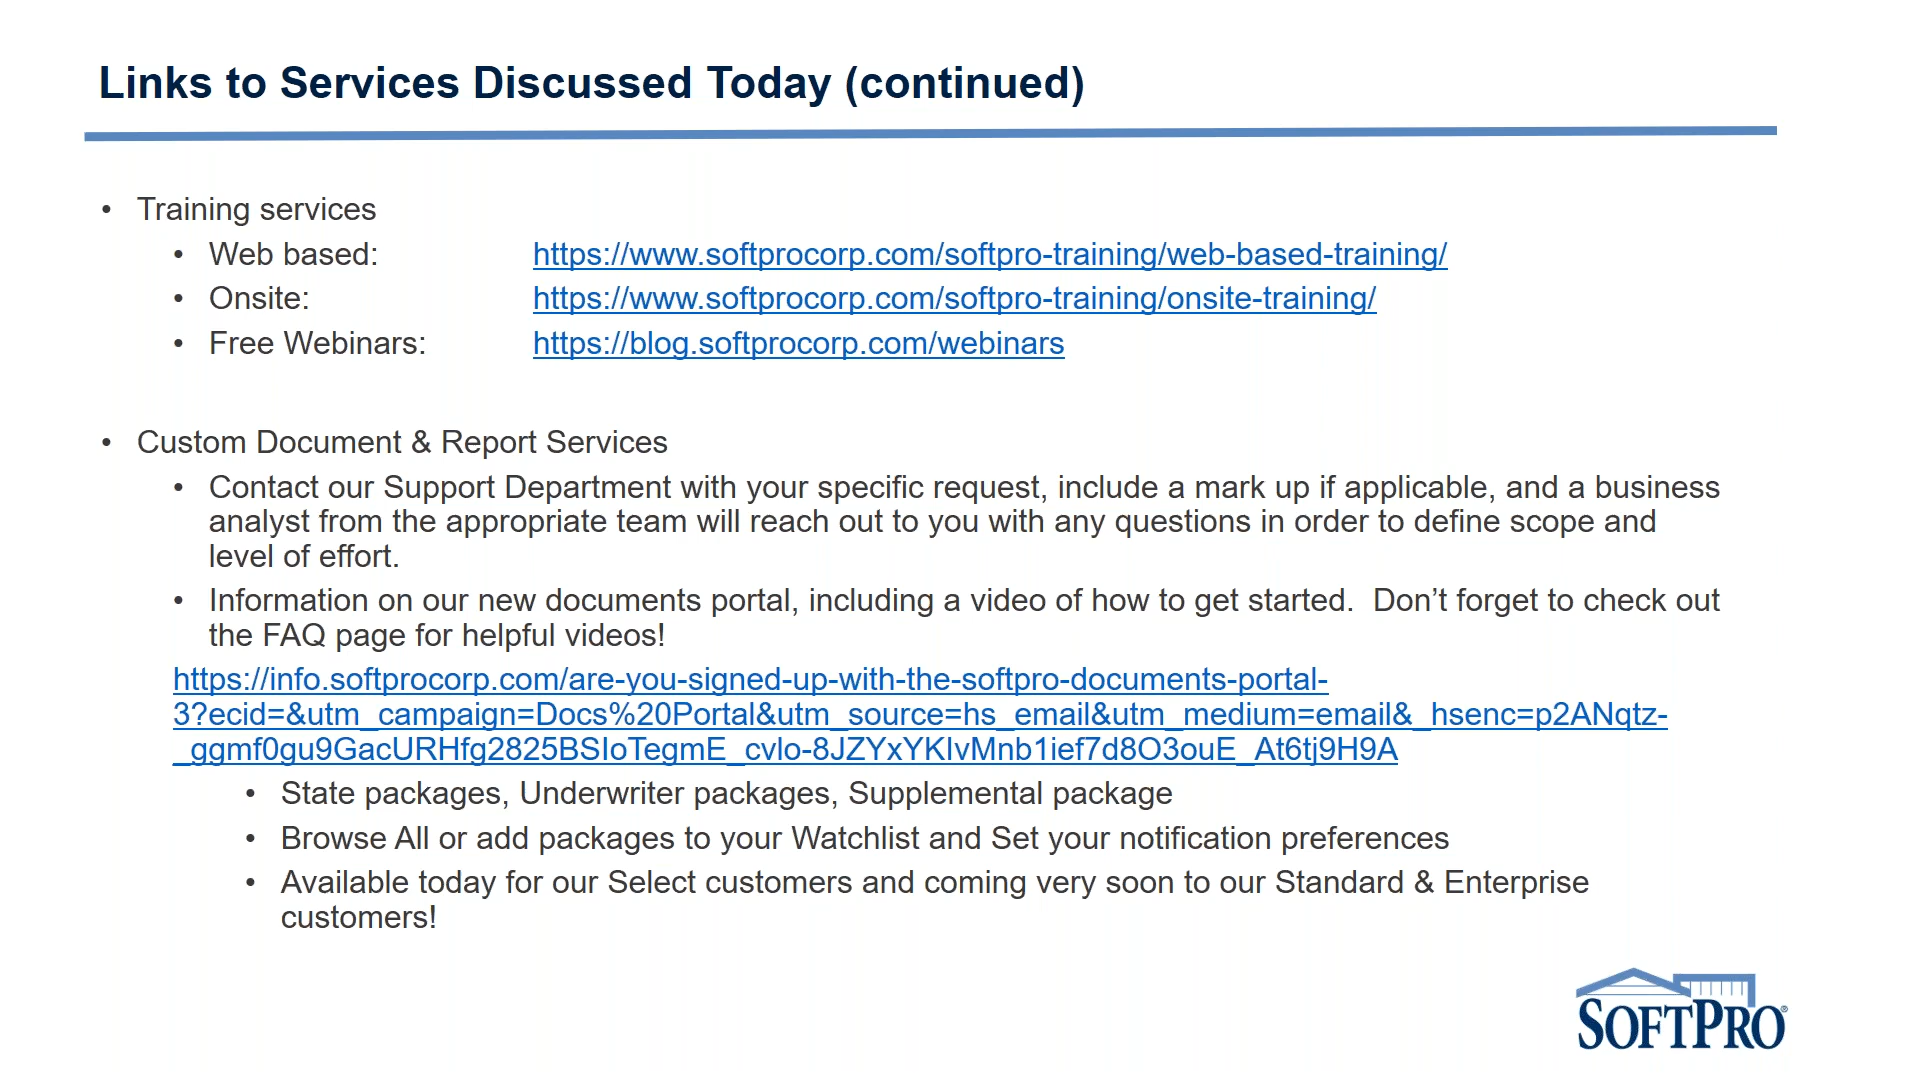 Links to Services Discussed Today (continued)
• Training services
• Web based: https://www.softprocorp.com/softpro-training/web-based-training/
• Onsite: https://www.softprocorp.com/softpro-training/onsite-training/
• Free Webinars: https://blog.softprocorp.com/webinars
• Custom Document & Report Services
• Contact our Support Department with your specific request, include a mark up if applicable, and a business
analyst from the appropriate team will reach out to you with any questions in order to define scope and
level of effort.
• Information on our new documents portal, including a video of how to get started.  Don’t forget to check out
the FAQ page for helpful videos!
https://info.softprocorp.com/are-you-signed-up-with-the-softpro-documents-portal-
3?ecid=&utm_campaign=Docs%20Portal&utm_source=hs_email&utm_medium=email&_hsenc=p2ANqtz-
_ggmf0gu9GacURHfg2825BSIoTegmE_cvlo-8JZYxYKIvMnb1ief7d8O3ouE_At6tj9H9A
• State packages, Underwriter packages, Supplemental package
• Browse All or add packages to your Watchlist and Set your notification preferences
• Available today for our Select customers and coming very soon to our Standard & Enterprise
customers!
SOFTPRO®